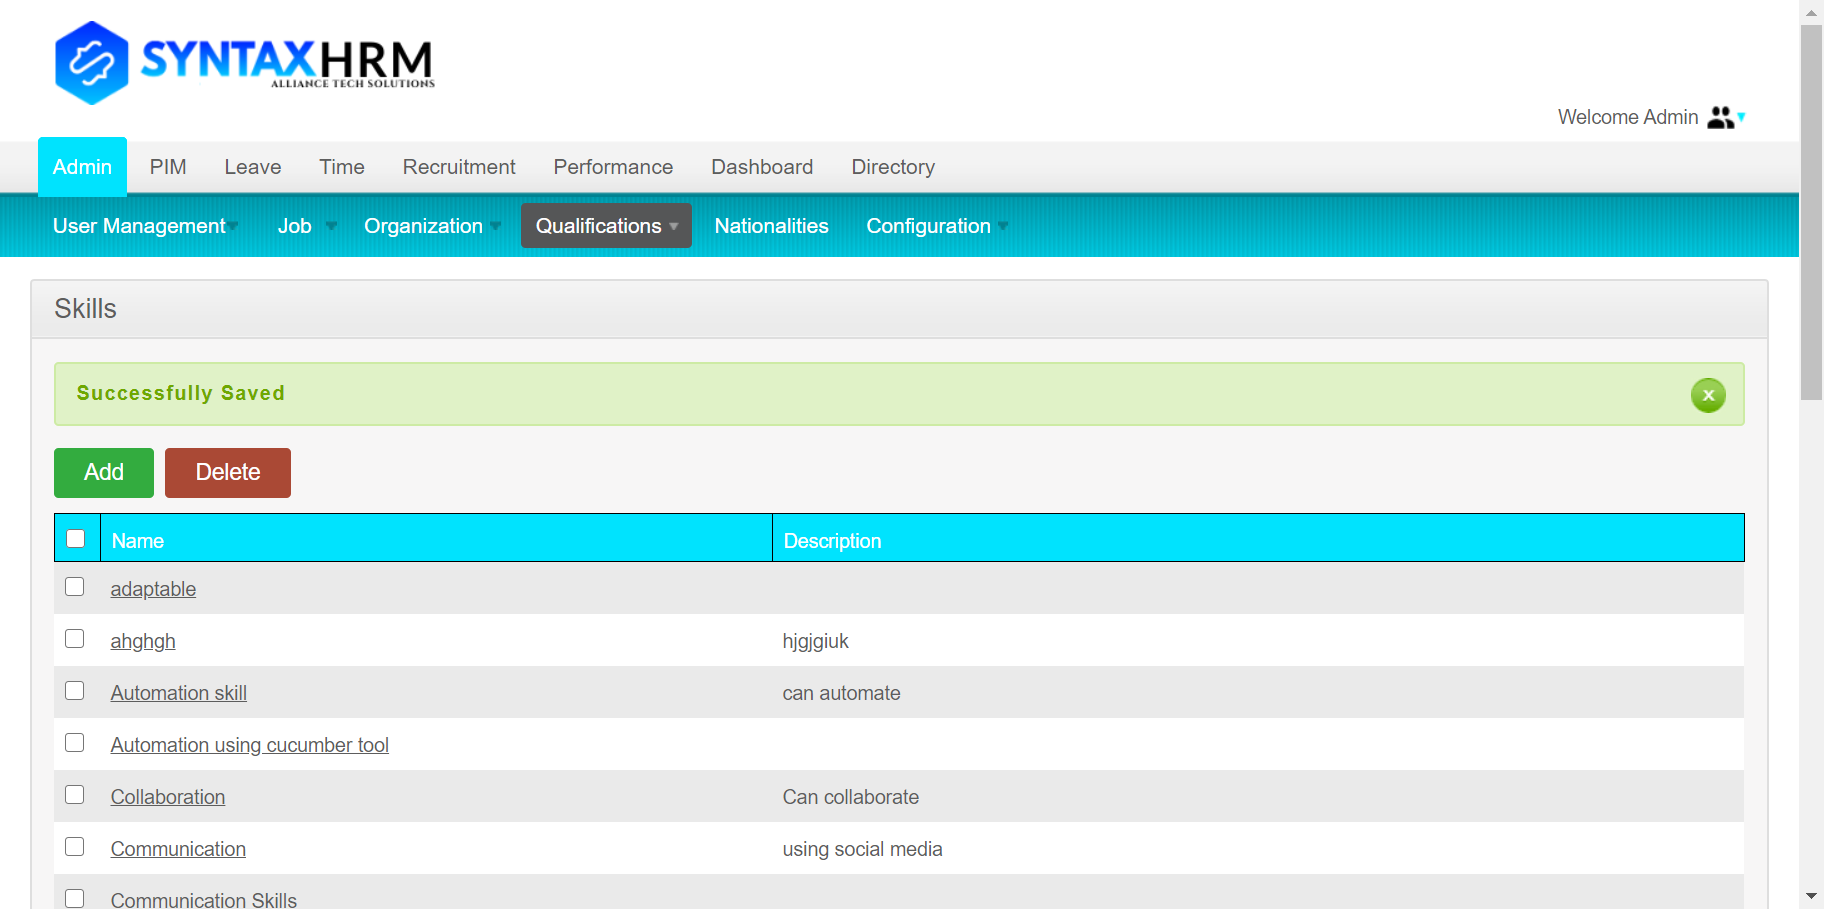 SYNTAXHRM
ALLIANCE TECH SOLUTIONS
Welcome Admin
Admin PIM Leave Time Recruitment Performance Dashboard Directory
User Management Job Organization Qualifications Nationalities Configuration
Skills
Successfully Saved
x
Add Delete
Name Description
adaptable
ahghgh hjgjgiuk
Automation skill can automate
Automation using cucumber tool
Collaboration Can collaborate
Communication using social media
Communication Skills